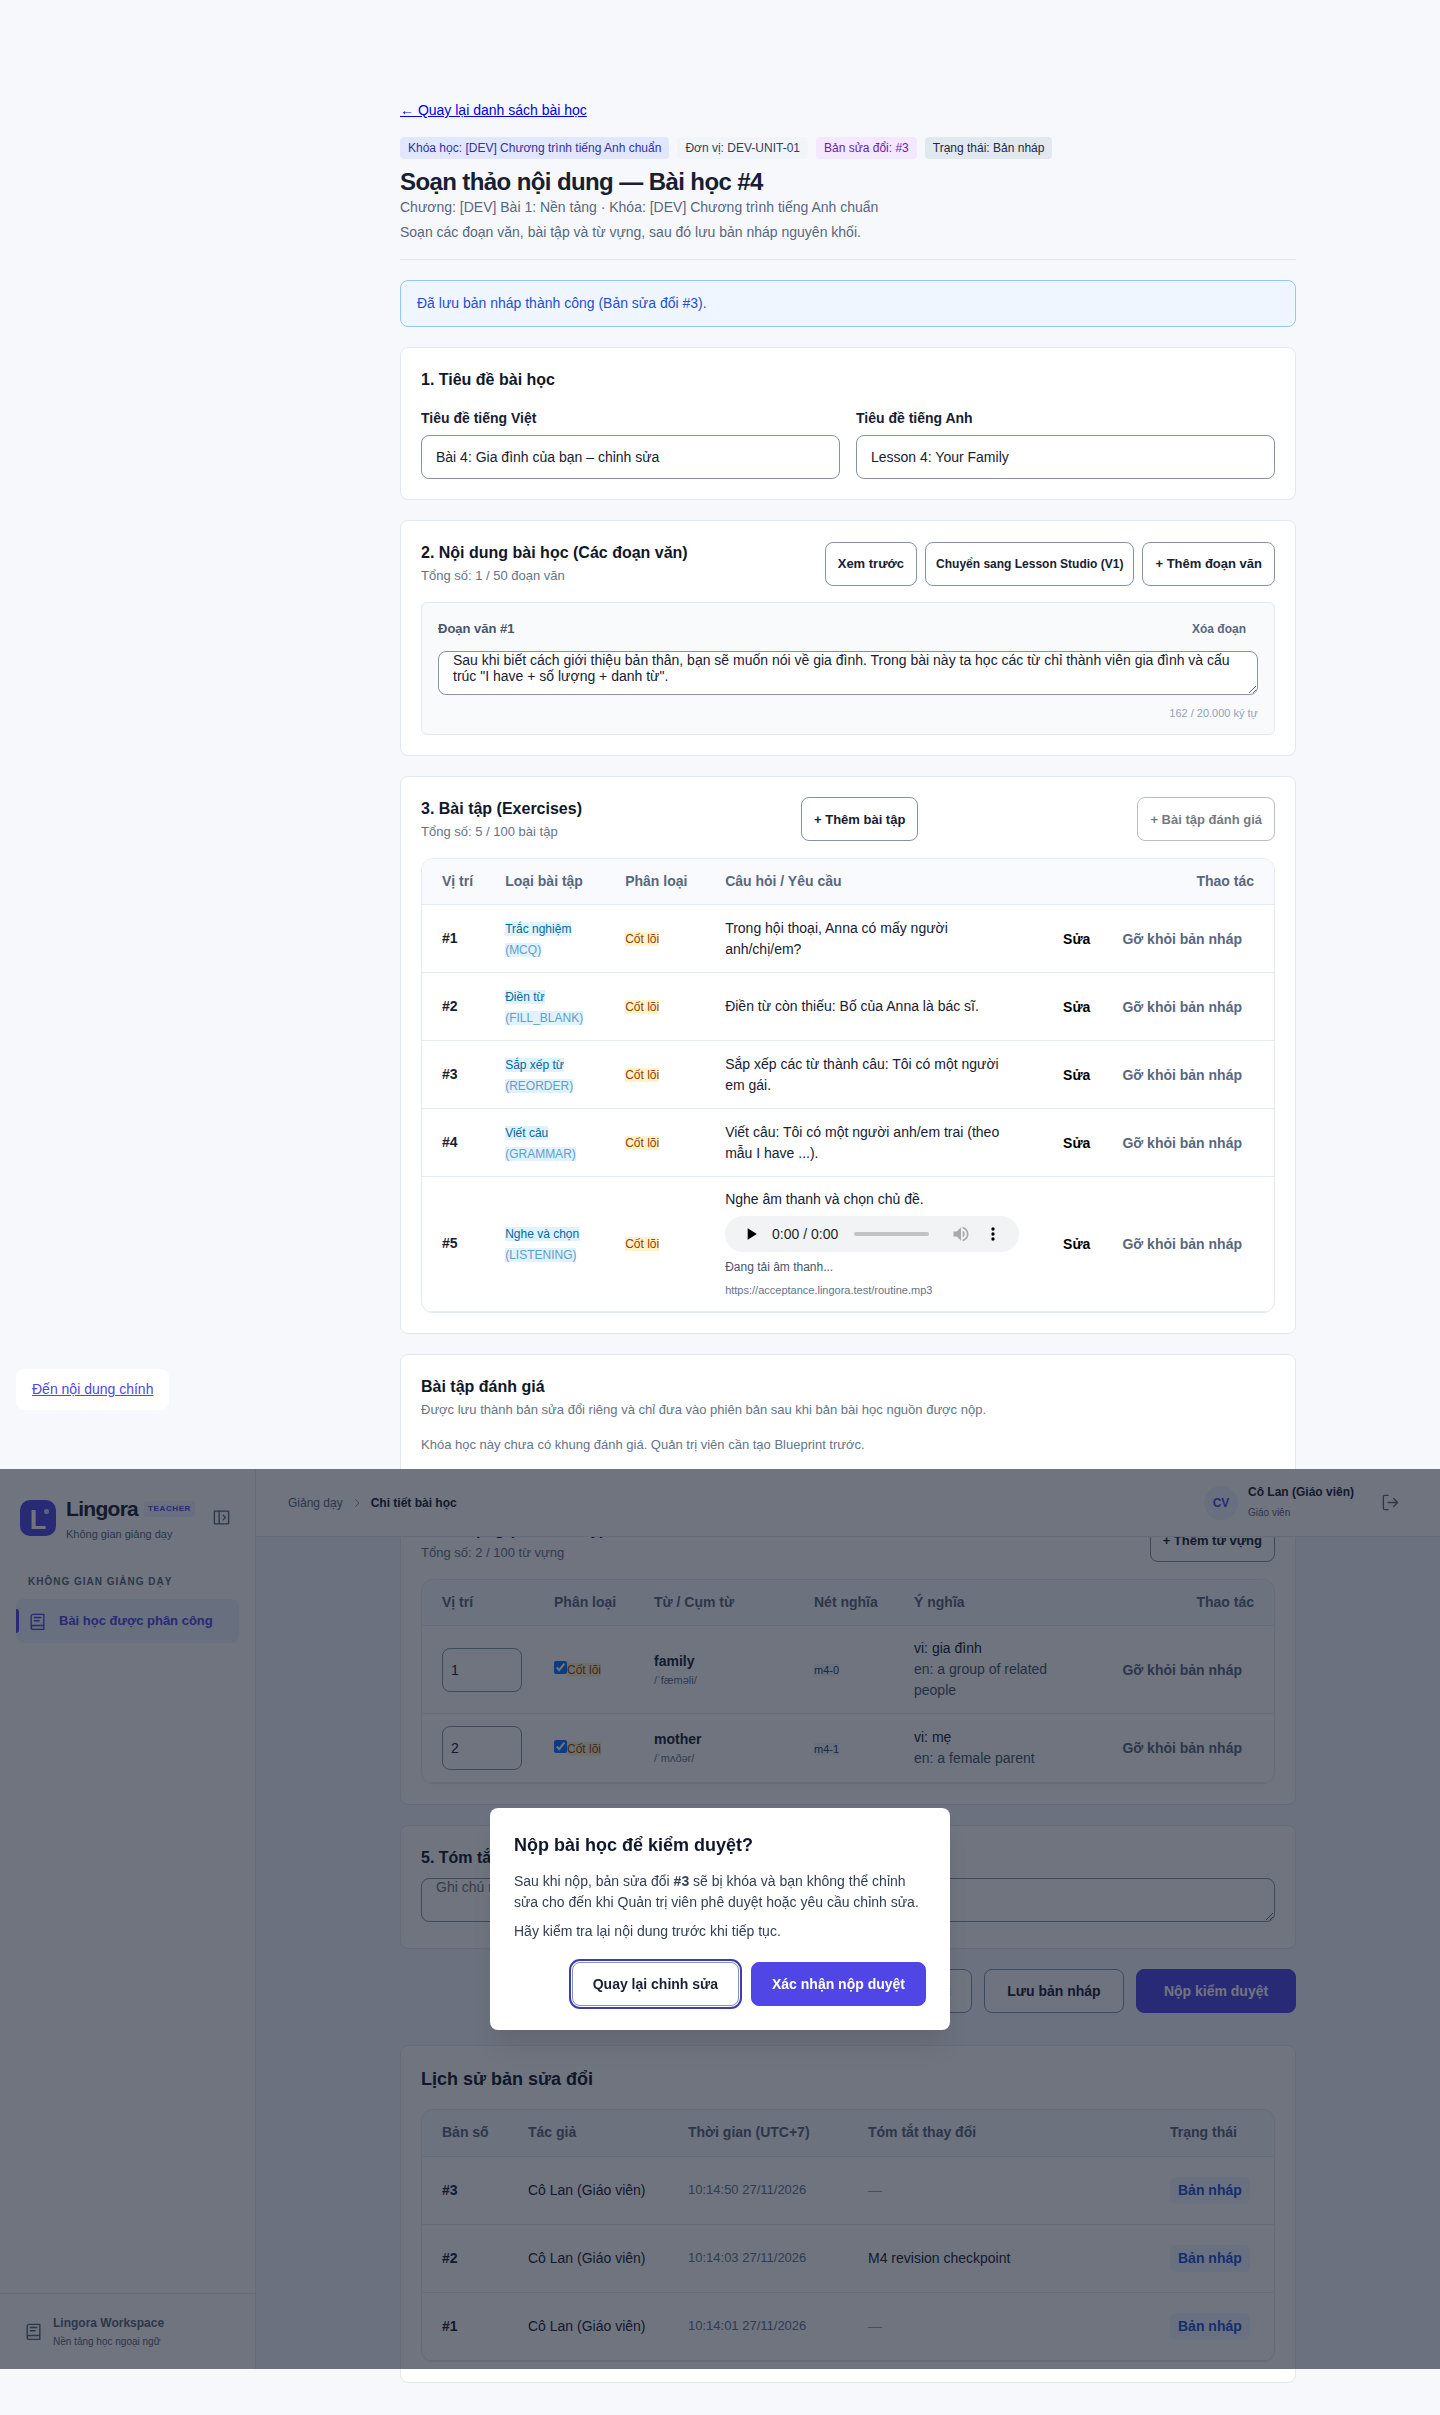 ← Quay lại danh sách bài học
Khóa học: [DEV] Chương trình tiếng Anh chuẩn
Đơn vị: DEV-UNIT-01
Bản sửa đổi: #3
Trạng thái: Bản nháp
Soạn thảo nội dung — Bài học #4
Chương: [DEV] Bài 1: Nền tảng · Khóa: [DEV] Chương trình tiếng Anh chuẩn
Soạn các đoạn văn, bài tập và từ vựng, sau đó lưu bản nháp nguyên khối.
Đã lưu bản nháp thành công (Bản sửa đổi #3).
1. Tiêu đề bài học
Tiêu đề tiếng Việt
Tiêu đề tiếng Anh
Bài 4: Gia đình của bạn – chỉnh sửa
Lesson 4: Your Family
2. Nội dung bài học (Các đoạn văn)
Tổng số: 1 / 50 đoạn văn
Xem trước
Chuyển sang Lesson Studio (V1)
+ Thêm đoạn văn
Đoạn văn #1
Xóa đoạn
Sau khi biết cách giới thiệu bản thân, bạn sẽ muốn nói về gia đình. Trong bài này ta học các từ chỉ thành viên gia đình và cấu
trúc "I have + số lượng + danh từ".
162 / 20.000 ký tự
3. Bài tập (Exercises)
Tổng số: 5 / 100 bài tập
+ Thêm bài tập
+ Bài tập đánh giá
Vị trí Loại bài tập Phân loại Câu hỏi / Yêu cầu Thao tác
#1 Trắc nghiệm (MCQ) Cốt lõi Trong hội thoại, Anna có mấy người
anh/chị/em? Sửa Gỡ khỏi bản nháp
#2 Điền từ (FILL_BLANK) Cốt lõi Điền từ còn thiếu: Bố của Anna là bác sĩ. Sửa Gỡ khỏi bản nháp
#3 Sắp xếp từ (REORDER) Cốt lõi Sắp xếp các từ thành câu: Tôi có một người
em gái. Sửa Gỡ khỏi bản nháp
#4 Viết câu (GRAMMAR) Cốt lõi Viết câu: Tôi có một người anh/em trai (theo
mẫu I have ...). Sửa Gỡ khỏi bản nháp
#5 Nghe và chọn (LISTENING) Cốt lõi Nghe âm thanh và chọn chủ đề.
0:00 / 0:00
Sửa Gỡ khỏi bản nháp
Đang tải âm thanh...
https://acceptance.lingora.test/routine.mp3
Bài tập đánh giá
Được lưu thành bản sửa đổi riêng và chỉ đưa vào phiên bản sau khi bản bài học nguồn được nộp.
Khóa học này chưa có khung đánh giá. Quản trị viên cần tạo Blueprint trước.
Đến nội dung chính
Lingora TEACHER
Không gian giảng dạy
KHÔNG GIAN GIẢNG DẠY
Bài học được phân công
Giảng dạy
Chi tiết bài học
CV
Cô Lan (Giáo viên)
Giáo viên
Tổng số: 2 / 100 từ vựng
+ Thêm từ vựng
Vị trí Phân loại Từ / Cụm từ Nét nghĩa Ý nghĩa Thao tác
1 Cốt lõi family
/ˈfæməli/ m4-0 vi: gia đình
en: a group of related
people Gỡ khỏi bản nháp
2 Cốt lõi mother
/ˈmʌðər/ m4-1 vi: mẹ
en: a female parent Gỡ khỏi bản nháp
Nộp bài học để kiểm duyệt?
Sau khi nộp, bản sửa đổi #3 sẽ bị khóa và bạn không thể chỉnh
sửa cho đến khi Quản trị viên phê duyệt hoặc yêu cầu chỉnh sửa.
Hãy kiểm tra lại nội dung trước khi tiếp tục.
Quay lại chỉnh sửa
Xác nhận nộp duyệt
5. Tóm
Ghi chú
Lưu bản nháp
Nộp kiểm duyệt
Lịch sử bản sửa đổi
Bản số Tác giả Thời gian (UTC+7) Tóm tắt thay đổi Trạng thái
#3 Cô Lan (Giáo viên) 10:14:50 27/11/2026 — Bản nháp
#2 Cô Lan (Giáo viên) 10:14:03 27/11/2026 M4 revision checkpoint Bản nháp
#1 Cô Lan (Giáo viên) 10:14:01 27/11/2026 — Bản nháp
Lingora Workspace
Nền tảng học ngoại ngữ